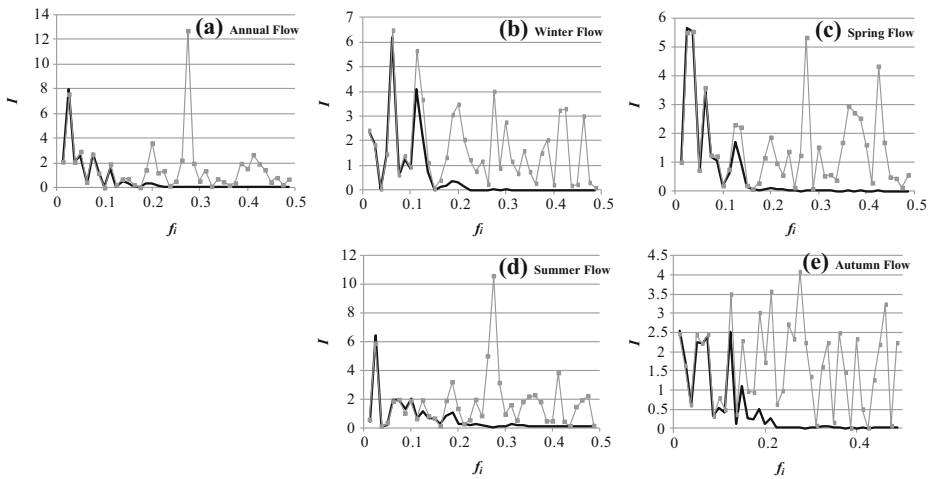 (a) Annual Flow
14
12
10
8
6
4
2
0
I
0 0.1 0.2 0.3 0.4 0.5
fi
(b) Winter Flow
7
6
5
4
3
2
1
0
I
0 0.1 0.2 0.3 0.4 0.5
fi
(c) Spring Flow
6
5
4
3
2
1
0
I
0 0.1 0.2 0.3 0.4 0.5
fi
(d) Summer Flow
12
10
8
6
4
2
0
I
0 0.1 0.2 0.3 0.4 0.5
fi
(e) Autumn Flow
4.5
4
3.5
3
2.5
2
1.5
1
0.5
0
I
0 0.2 0.4
fi